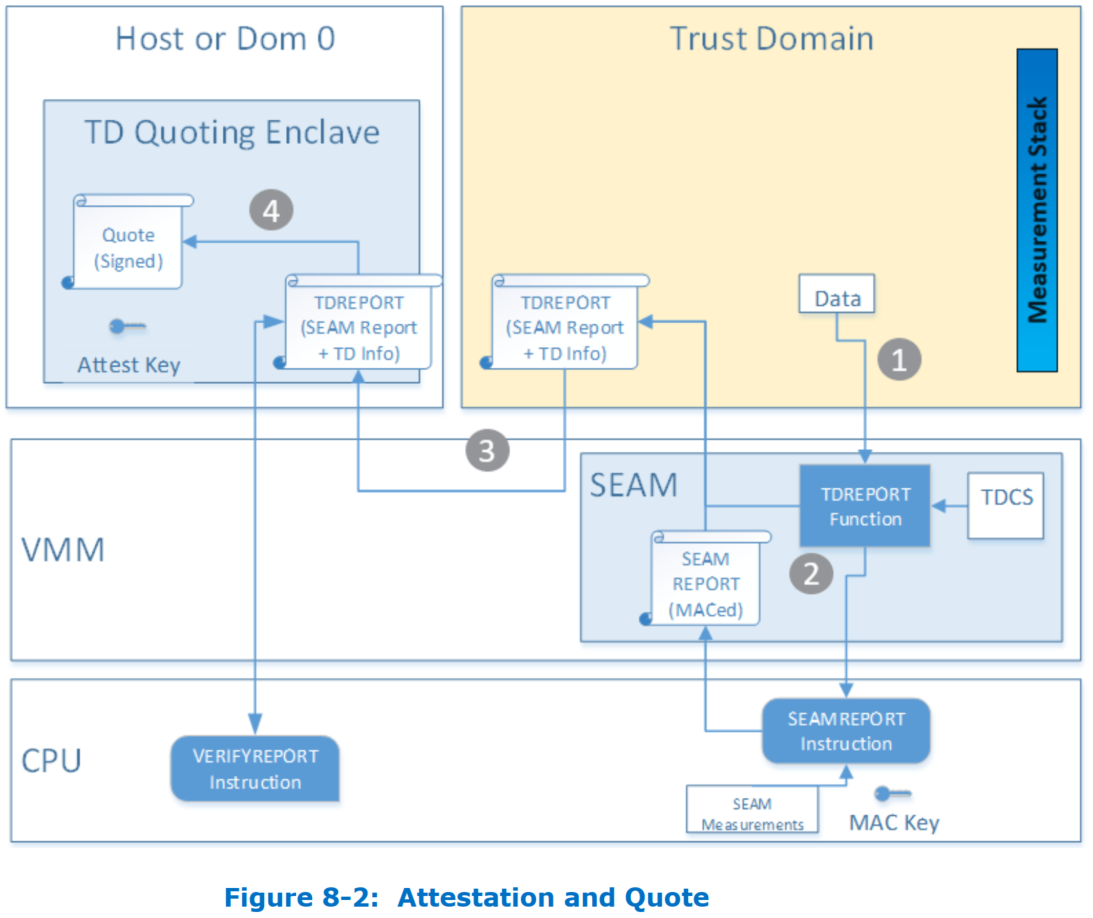 Host or Dom 0
Trust Domain
TD Quoting Enclave
Measurement Stack
4
Quote
(Signed)
TDREPORT
(SEAM Report
+ TD Info)
Attest Key
TDREPORT
(SEAM Report
+ TD Info)
Data
1
3
VMM
SEAM
TDREPORT
Function
TDCS
2
SEAM
REPORT
(MACed)
CPU
VERIFYREPORT
Instruction
SEAMREPORT
Instruction
SEAM
Measurements
MAC Key
Figure 8-2: Attestation and Quote